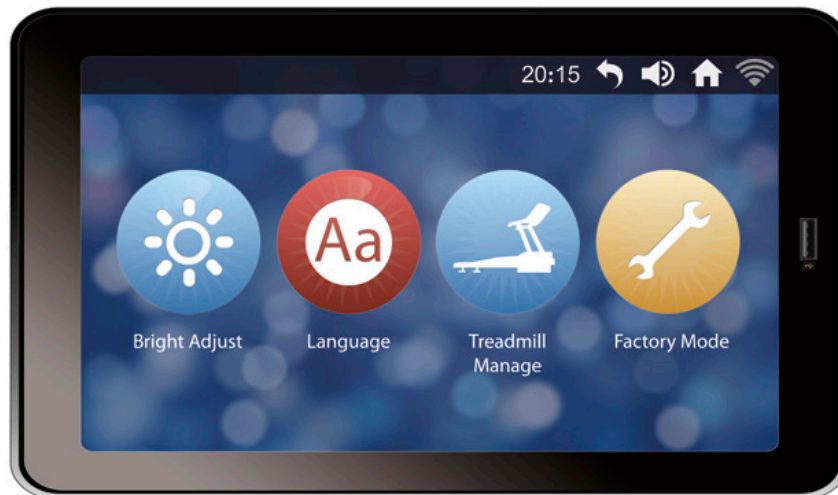 20:15
Aa
Bright Adjust
Language
Treadmill
Manage
Factory Mode